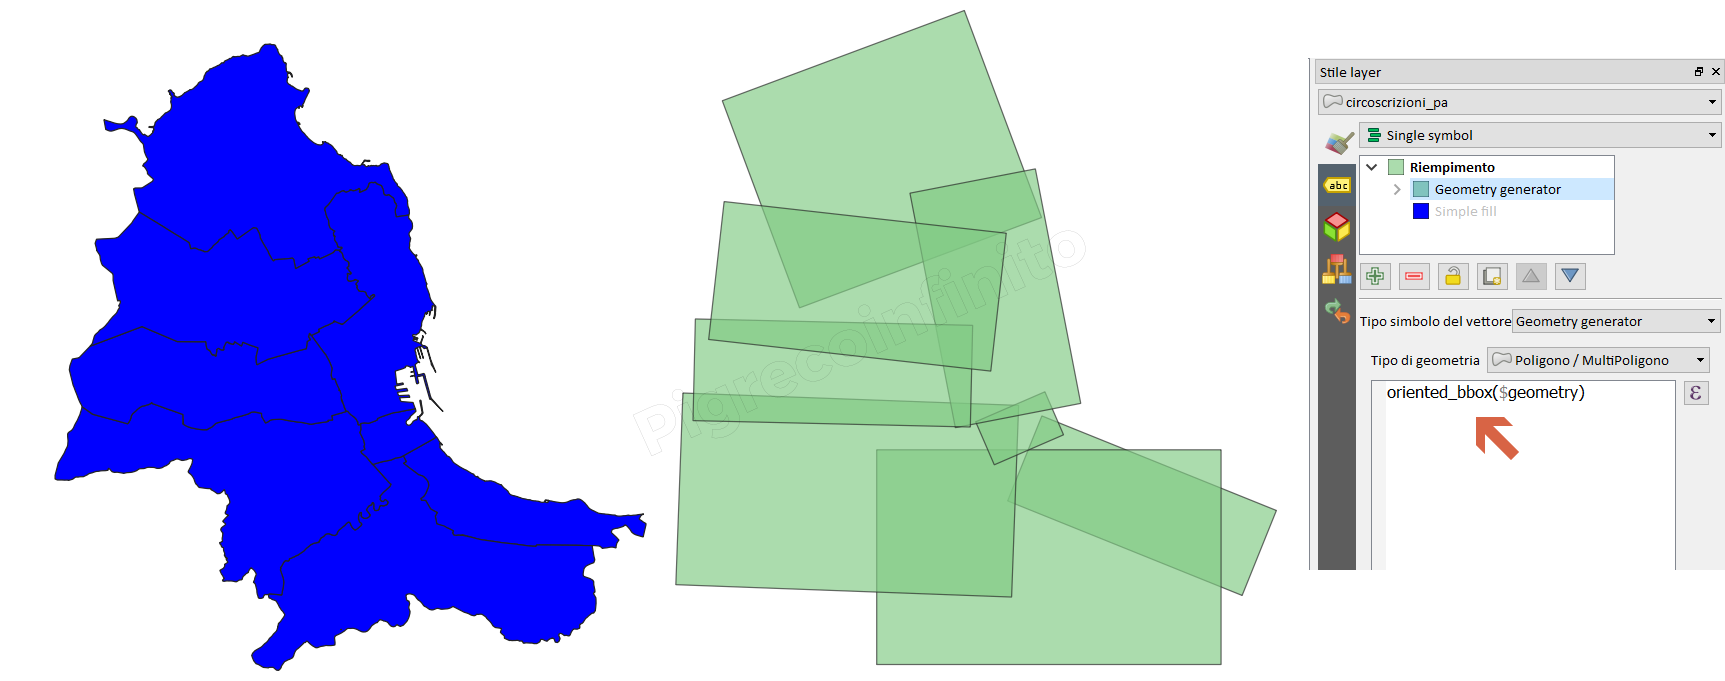 Pigrecoinfinito
Stile layer
circoscrizioni_pa
Single symbol
abc
Riempimento
Geometry generator
Simple fill
Tipo simbolo del vettore Geometry generator
Tipo di geometria Poligono / MultiPoligono
oriented_bbox($geometry)
ε